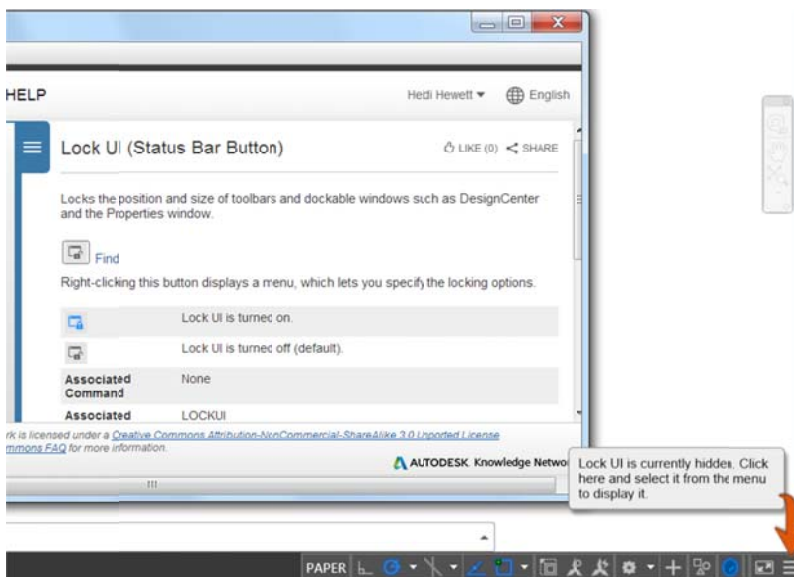 HELP
Hedi Hewett
English
Lock UI (Status Bar Button)
LIKE (0)
SHARE
Locks the position and size of toolbars and dockable windows such as DesignCenter
and the Properties window.
Find
Right-clicking this button displays a menu, which lets you specify the locking options.
Lock UI is turned on.
Lock UI is turned off (default).
Associated
Command
None
Associated
LOCKUI
rk is licensed under a Creative Commons Attribution-NonCommercial-ShareAlike 3.0 Unported License
mmons FAQ for more information.
AUTODESK Knowledge Networ
Lock UI is currently hidden. Click
here and select it from the menu
to display it.
PAPER